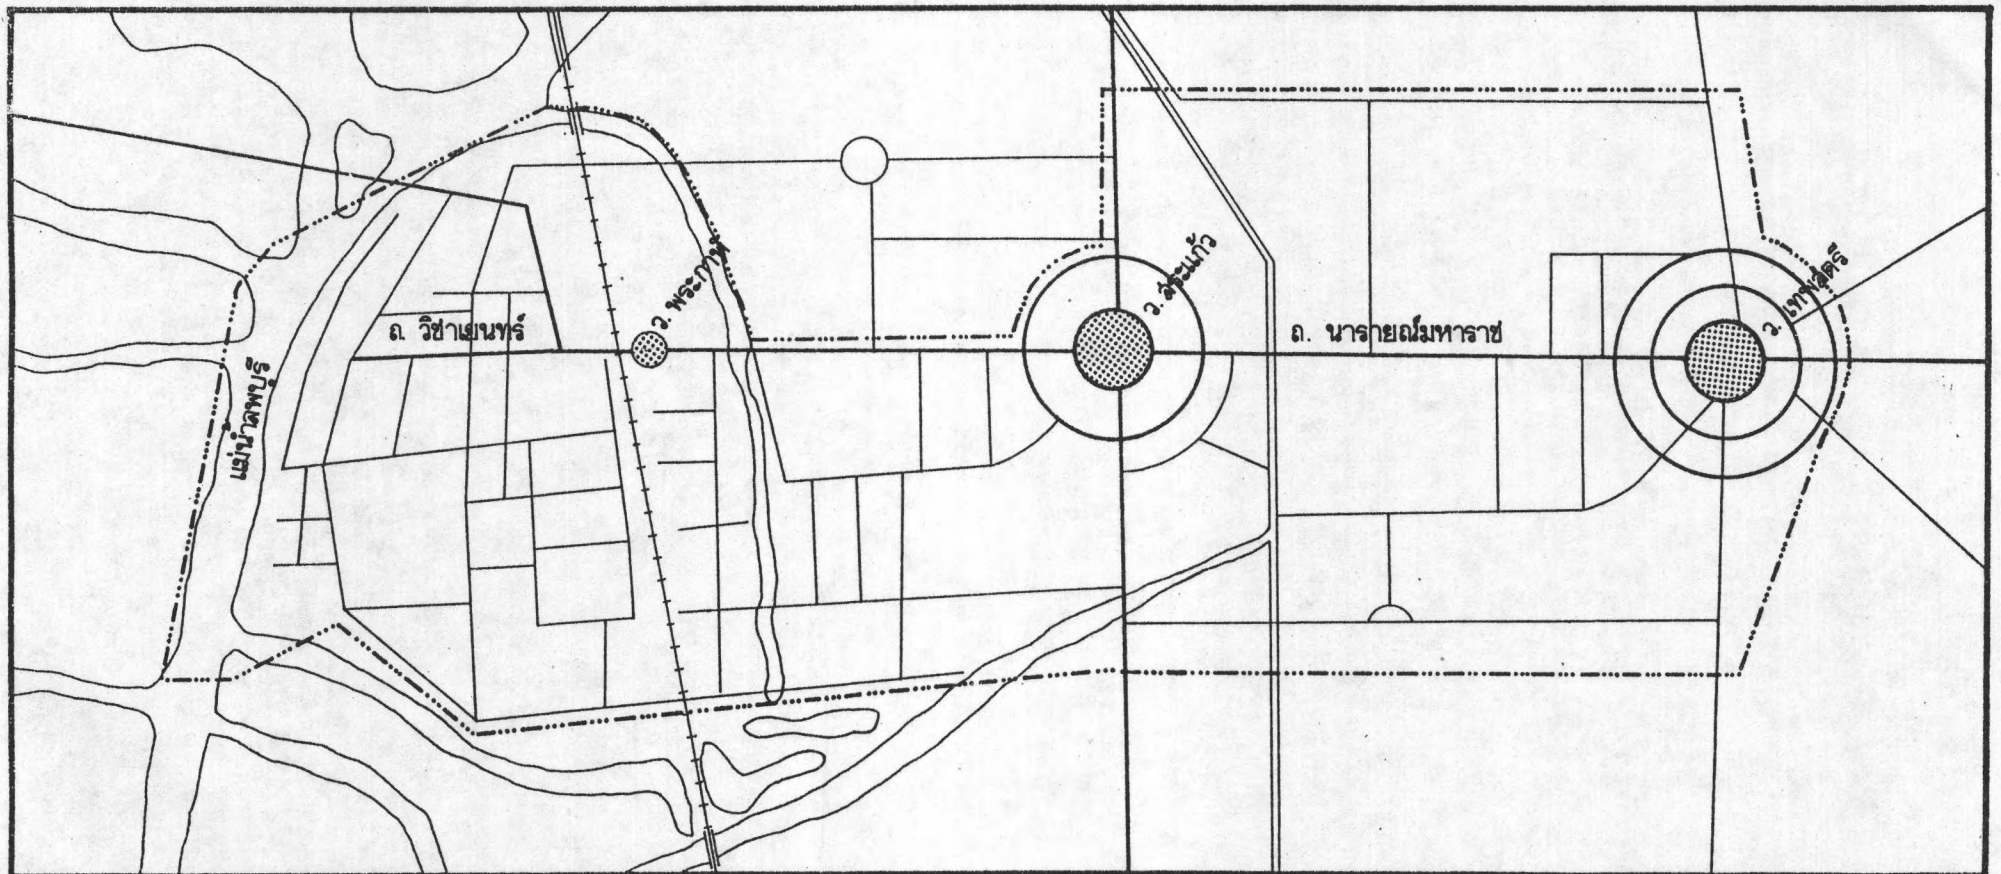 ว. พระกาฬ
ว. สระแก้ว
ว. เทพสตรี
ถ. วิชาเยนทร์
ถ. นารายณ์มหาราช
แม่น้ำลพบุรี